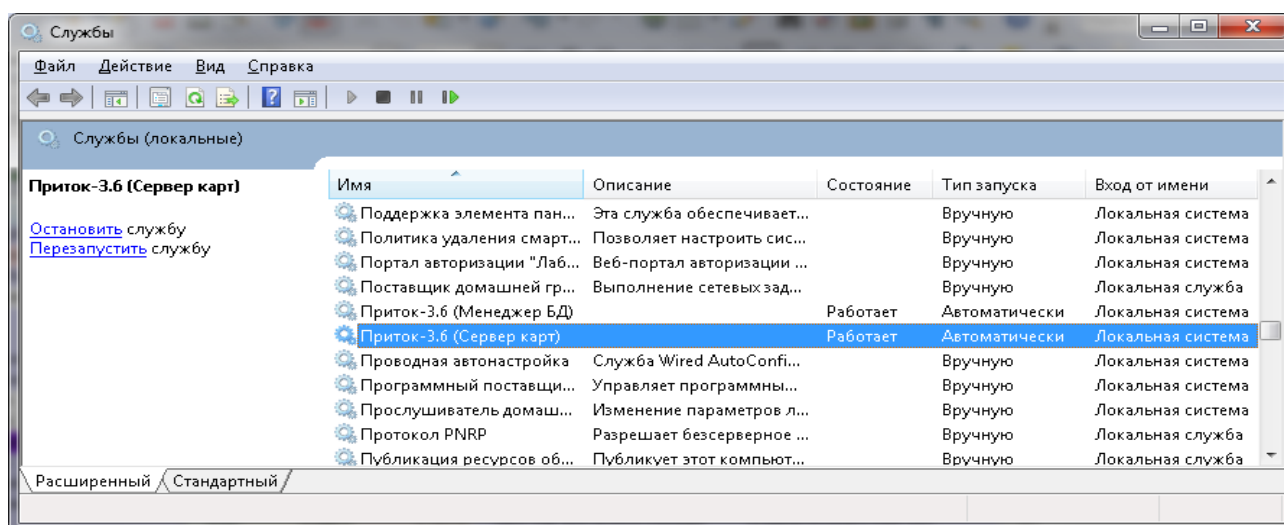 Службы
Файл Действие Вид Справка
Службы (локальные)
Приток-3.6 (Сервер карт)
Остановить службу
Перезапустить службу
Имя Описание Состояние Тип запуска Вход от имени
Поддержка элемента пан... Эта служба обеспечивает... Вручную Локальная система
Политика удаления смарт... Позволяет настроить сис... Вручную Локальная система
Портал авторизации "Лаб... Веб-портал авторизации ... Вручную Локальная система
Поставщик домашней гр... Выполнение сетевых зад... Вручную Локальная служба
Приток-3.6 (Менеджер БД) Работает Автоматически Локальная система
Приток-3.6 (Сервер карт) Работает Автоматически Локальная система
Проводная автонастройка Служба Wired AutoConfi... Вручную Локальная система
Программный поставщи... Управляет программны... Вручную Локальная система
Прослушиватель домаш... Изменение параметров л... Вручную Локальная система
Протокол PNRP Разрешает безсерверное ... Вручную Локальная служба
Публикация ресурсов об... Публикует этот компьют... Вручную Локальная служба
Расширенный Стандартный